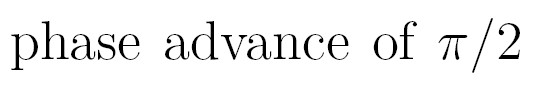 phase advance of π/2